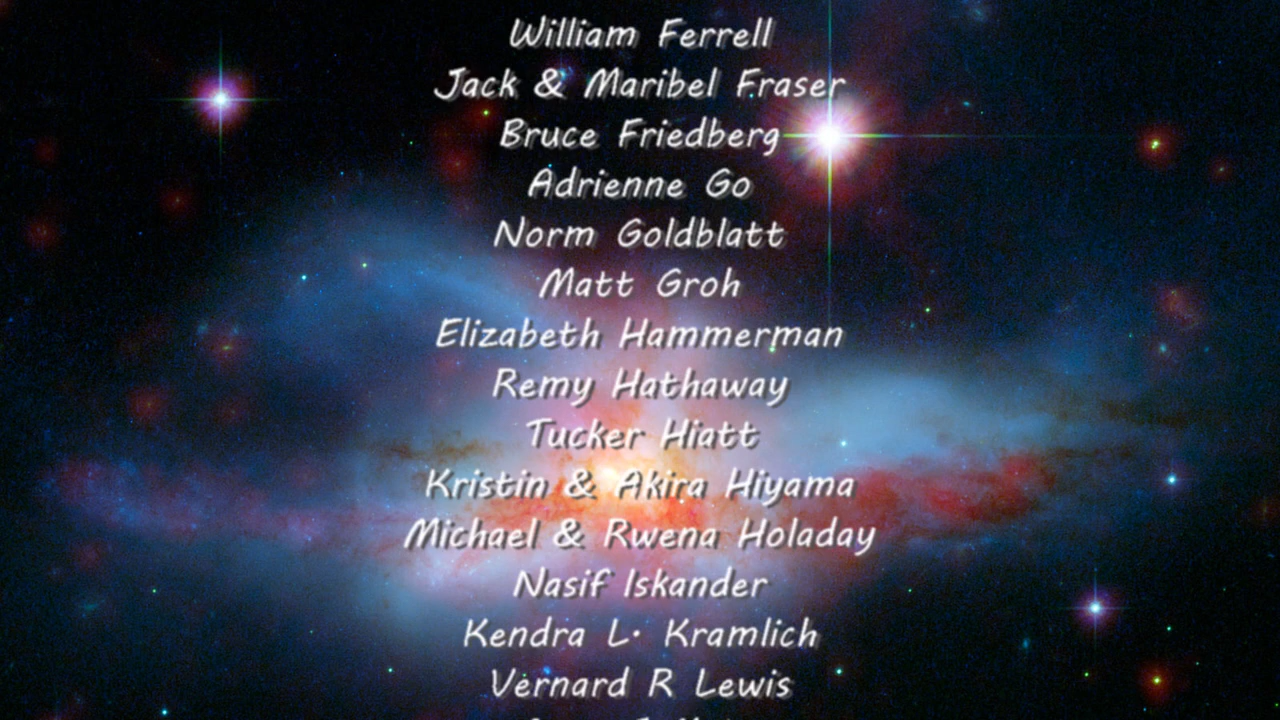 William Ferrell
Jack & Maribel Fraser
Bruce Friedberg
Adrienne Go
Norm Goldblatt
Matt Groh
Elizabeth Hammerman
Remy Hathaway
Tucker Hiatt
Kristin & Akira Hiyama
Michael & Rwena Holaday
Nasif Iskander
Kendra L. Kramlich
Vernard R Lewis